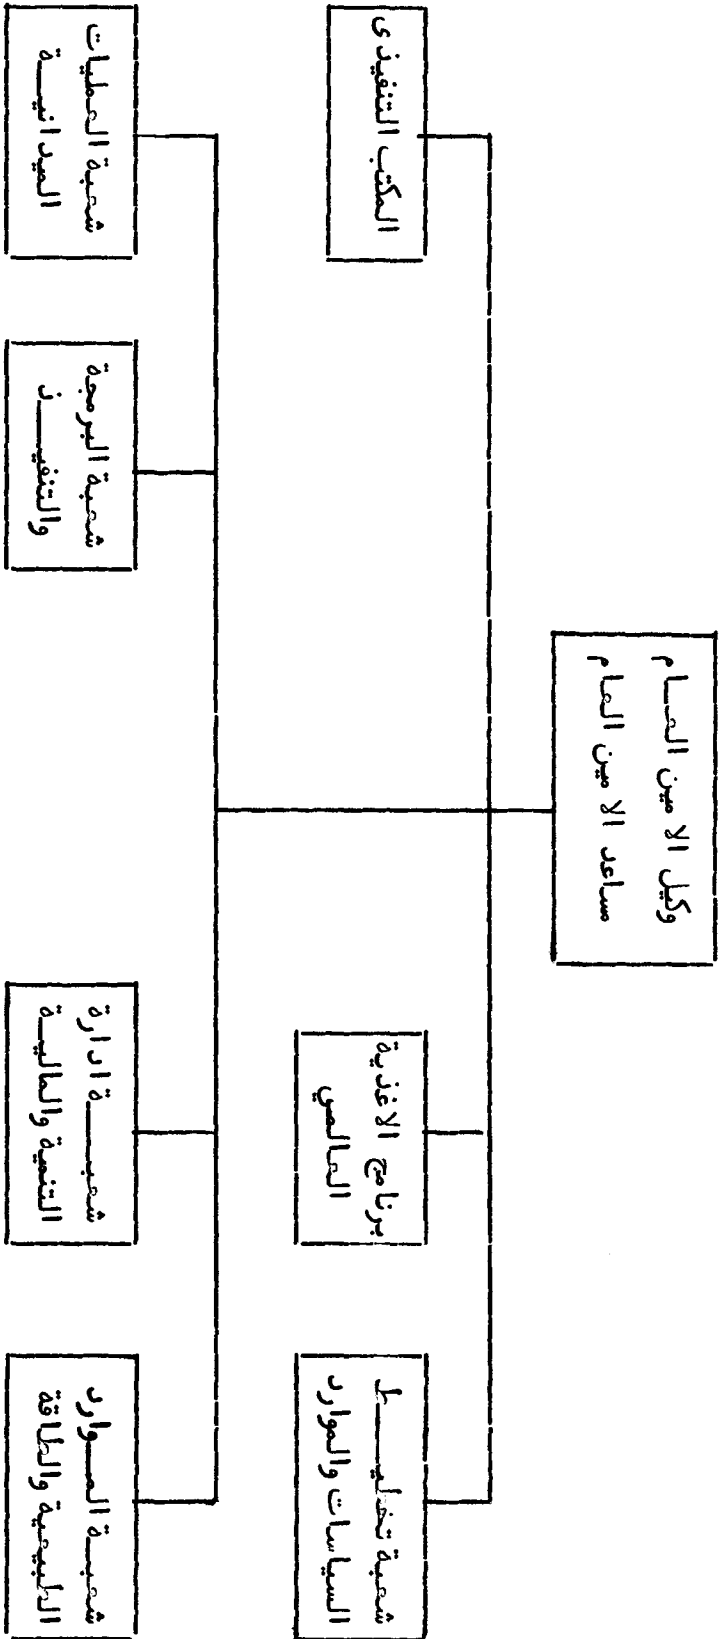 وكيل الامين العام
مساعد الامين العام
المكتب التنفيذى
برنامج الاغذية
العالمي
شعبة تخطيط
السياسات والموارد
شعبة العمليات
الميدانية
شعبة البرمجة
والتنفيذ
شعبة ادارة
التنمية والمالية
شعبة الموارد
الطبيعية والطاقة